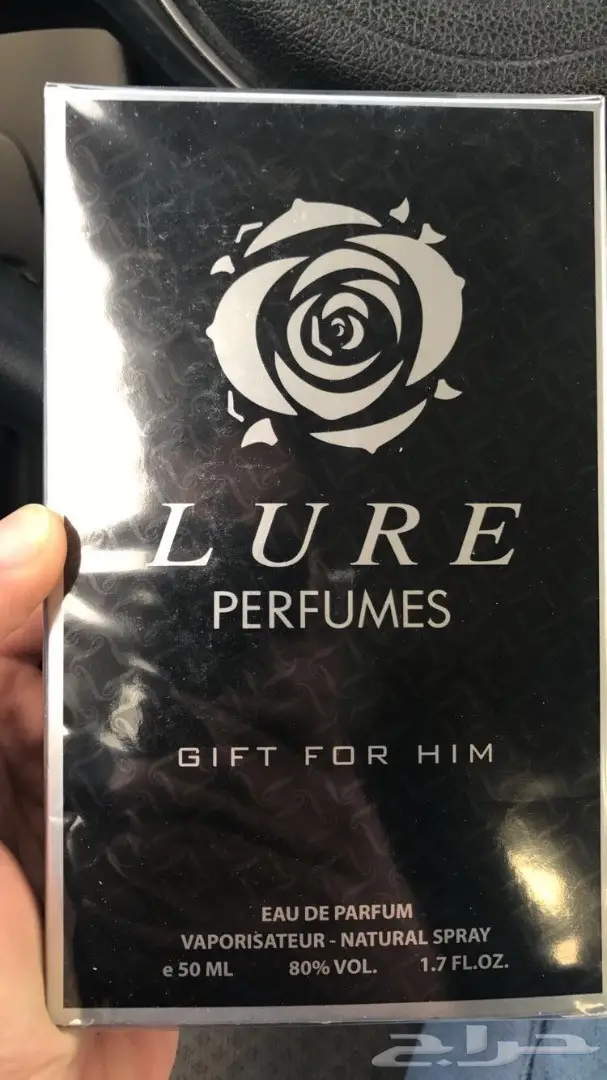 LURE
PERFUMES
GIFT FOR HIM
EAU DE PARFUM
VAPORISATEUR - NATURAL SPRAY
e 50 ML 80% VOL. 1.7 FL.OZ.
حراج